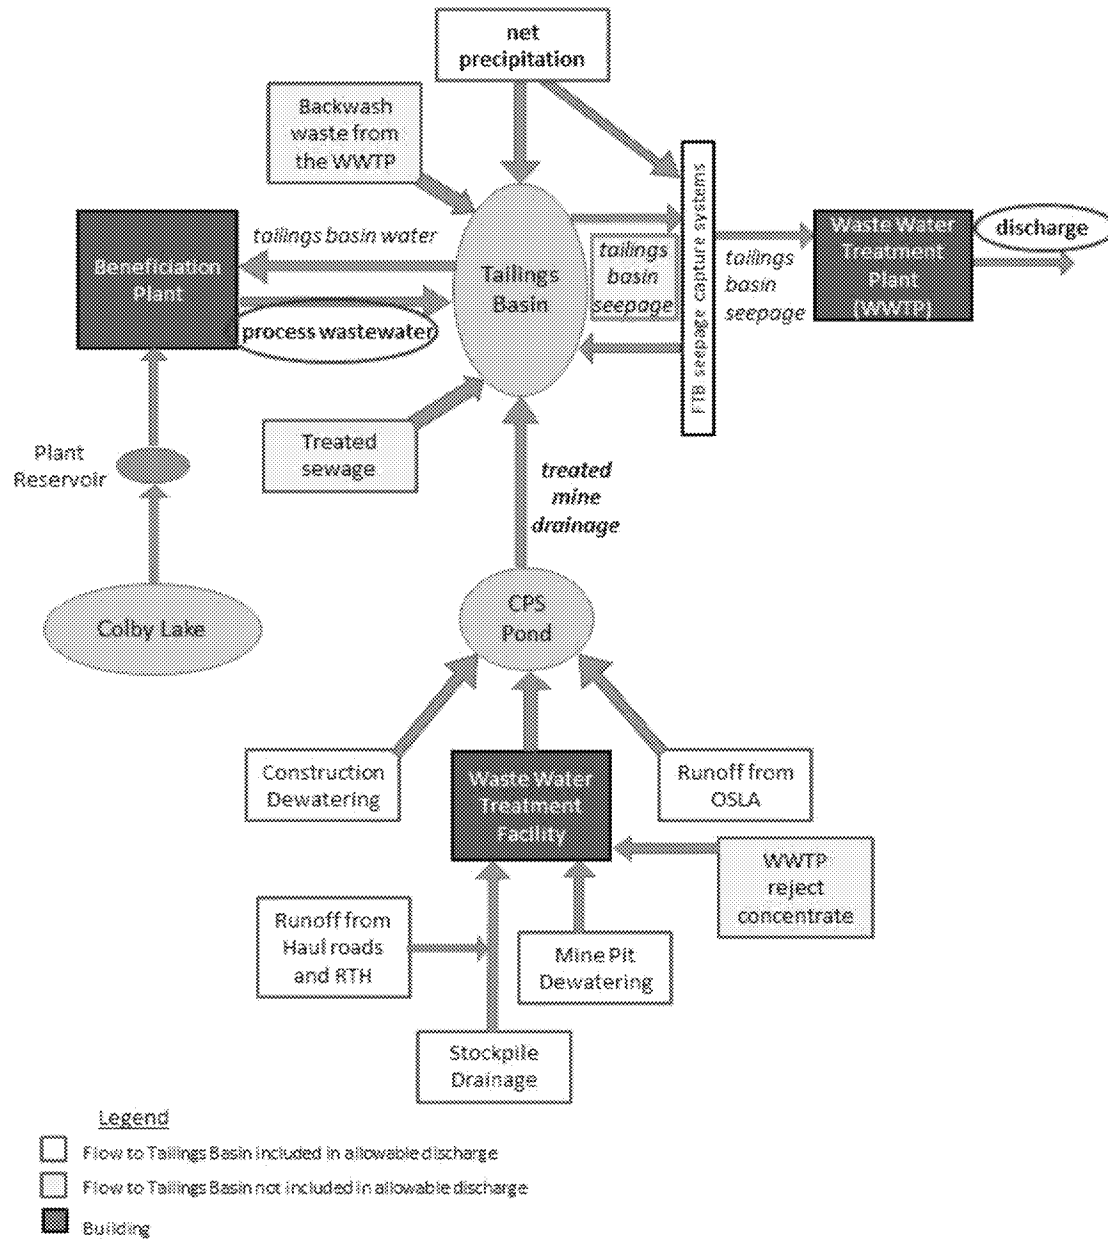 net
precipitation
Backwash
waste from
the WWTP
Beneficiation
Plant
tailings basin water
process wastewater
Tailings
Basin
tailings
basin
seepage
FTB seepage capture systems
tailings
basin
seepage
Waste Water
Treatment
Plant
(WWTP)
discharge
Plant
Reservoir
Treated
sewage
treated
mine
drainage
Colby Lake
CPS
Pond
Construction
Dewatering
Waste Water
Treatment
Facility
Runoff from
OSLA
WWTP
reject
concentrate
Runoff from
Haul roads
and RTH
Mine Pit
Dewatering
Stockpile
Drainage
Legend
Flow to Tailings Basin included in allowable discharge
Flow to Tailings Basin not included in allowable discharge
Building